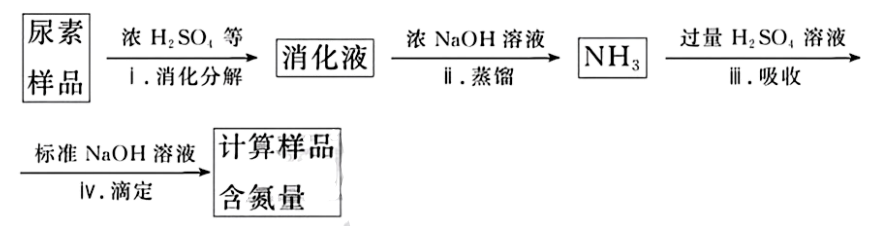 尿素 浓 H₂SO₄ 等 浓 NaOH 溶液 过量 H₂SO₄ 溶液
样品 ⅰ.消化分解 消化液 ⅱ.蒸馏 NH₃ ⅲ.吸收
标准 NaOH 溶液 计算样品
ⅳ.滴定 含氮量